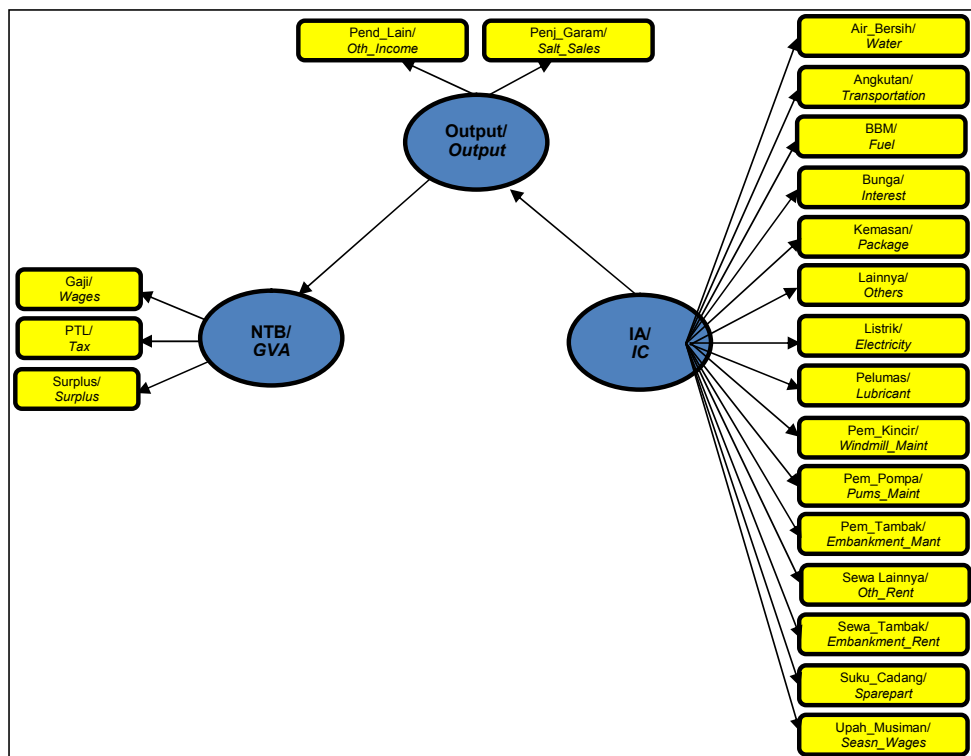 Pend_Lain/
Oth_Income
Penj_Garam/
Salt_Sales
Output/
Output
Gaji/
Wages
PTL/
Tax
Surplus/
Surplus
NTB/
GVA
IA/
IC
Air_Bersih/
Water
Angkutan/
Transportation
BBM/
Fuel
Bunga/
Interest
Kemasan/
Package
Lainnya/
Others
Listrik/
Electricity
Pelumas/
Lubricant
Pem_Kincir/
Windmill_Maint
Pem_Pompa/
Pums_Maint
Pem_Tambak/
Embankment_Mant
Sewa Lainnya/
Oth_Rent
Sewa_Tambak/
Embankment_Rent
Suku_Cadang/
Sparepart
Upah_Musiman/
Seasn_Wages